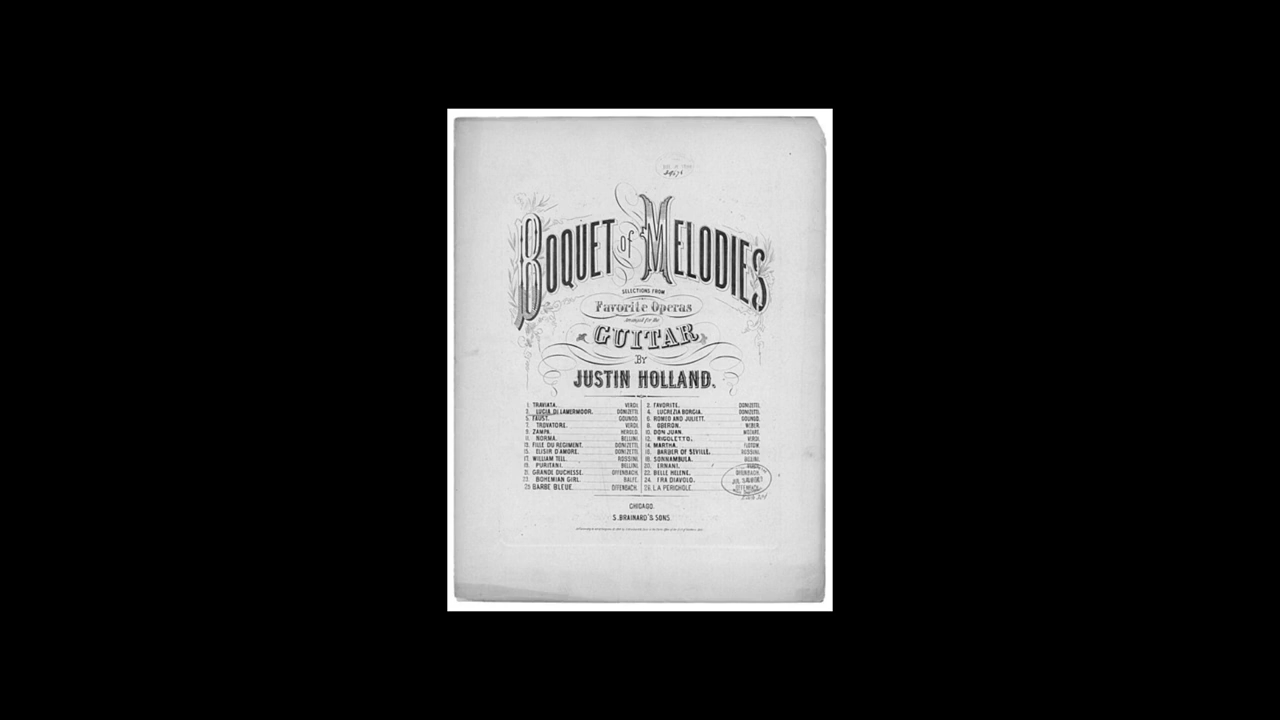 BOQUET of MELODIES
SELECTIONS FROM
Favorite Operas
Arranged for the
GUITAR
BY
JUSTIN HOLLAND.
1. TRAVIATA. VERDI.
3. LUCIA DI LAMERMOOR. DONIZETTI.
5. FAUST. GOUNOD.
7. TROVATORE. VERDI.
9. ZAMPA. HEROLD.
11. NORMA. BELLINI.
13. FILLE DU REGIMENT. DONIZETTI.
15. ELISIR D'AMORE. DONIZETTI.
17. WILLIAM TELL. ROSSINI.
19. PURITANI. BELLINI.
21. GRANDE DUCHESSE. OFFENBACH.
23. BOHEMIAN GIRL. BALFE.
25. BARBE BLEUE. OFFENBACH.
2. FAVORITE. DONIZETTI.
4. LUCREZIA BORGIA. DONIZETTI.
6. ROMEO AND JULIETT. GOUNOD.
8. OBERON. WEBER.
10. DON JUAN. MOZART.
12. RIGOLETTO. VERDI.
14. MARTHA. FLOTOW.
16. BARBER OF SEVILLE. ROSSINI.
18. SONNAMBULA. BELLINI.
20. ERNANI. VERDI.
22. BELLE HELENE. OFFENBACH.
24. FRA DIAVOLO. AUBER.
26. LA PERICHOLE. OFFENBACH.
CHICAGO.
S. BRAINARD'S SONS.